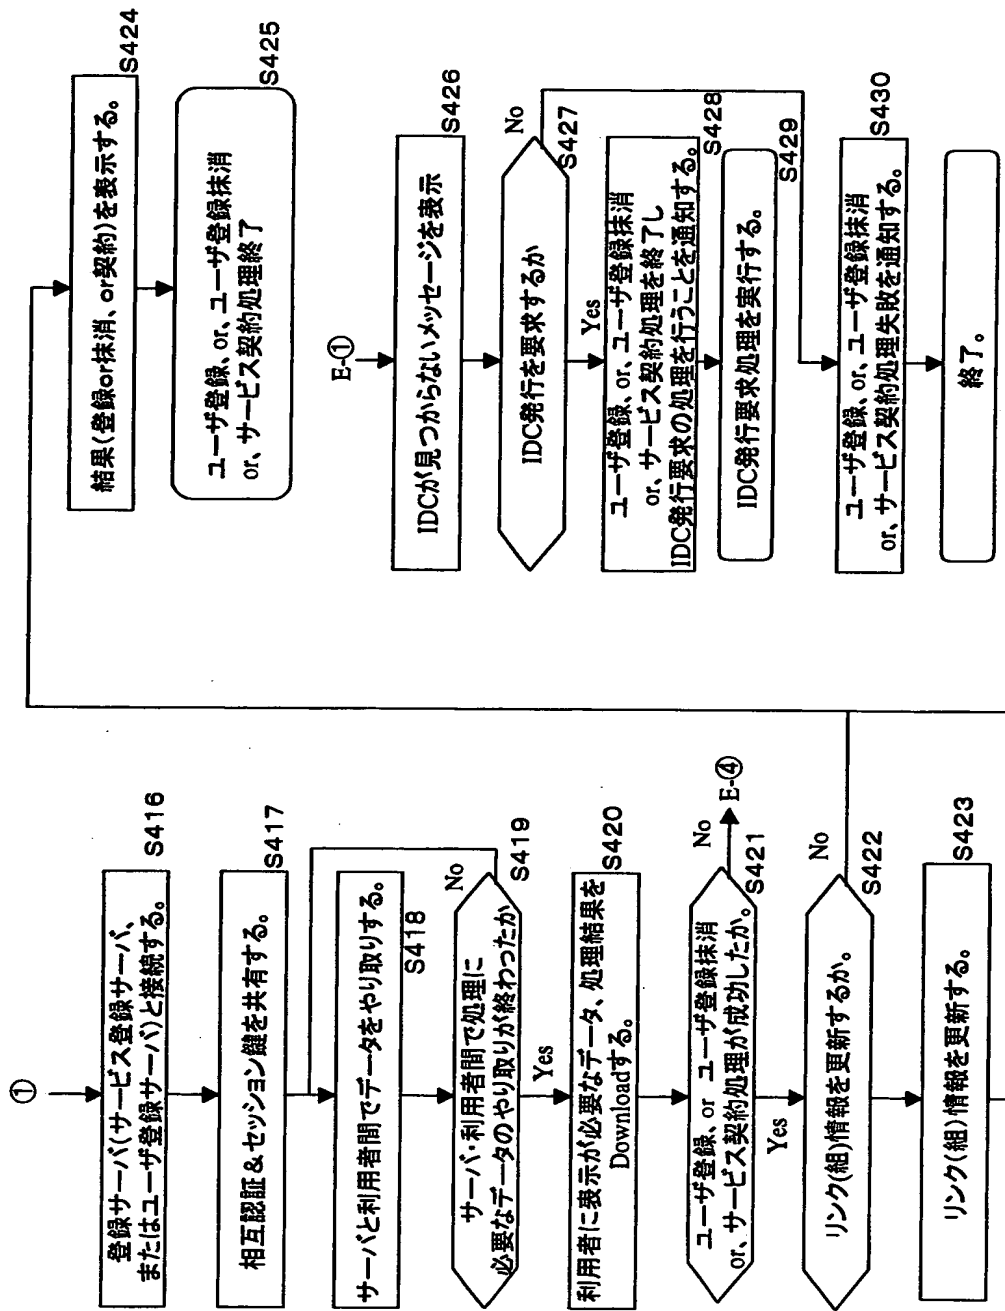 ①
登録サーバ(サービス登録サーバ、
またはユーザ登録サーバ)と接続する。
S416
相互認証&セッション鍵を共有する。
S417
サーバと利用者間でデータをやり取りする。
S418
サーバ・利用者間で処理に
必要なデータのやり取りが終わったか
No
S419
Yes
利用者に表示が必要なデータ、処理結果を
Downloadする。
S420
ユーザ登録、or ユーザ登録抹消
or、サービス契約処理が成功したか。
No
E-④
S421
Yes
リンク(組)情報を更新するか。
No
S422
リンク(組)情報を更新する。
S423
結果(登録or抹消、or契約)を表示する。
S424
ユーザ登録、or、ユーザ登録抹消
or、サービス契約処理終了
S425
E-①
IDCが見つからないメッセージを表示
S426
IDC発行を要求するか
No
S427
Yes
ユーザ登録、or、ユーザ登録抹消
or、サービス契約処理を終了し
IDC発行要求の処理を行うことを通知する。
S428
IDC発行要求処理を実行する。
S429
ユーザ登録、or、ユーザ登録抹消
or、サービス契約処理失敗を通知する。
S430
終了。